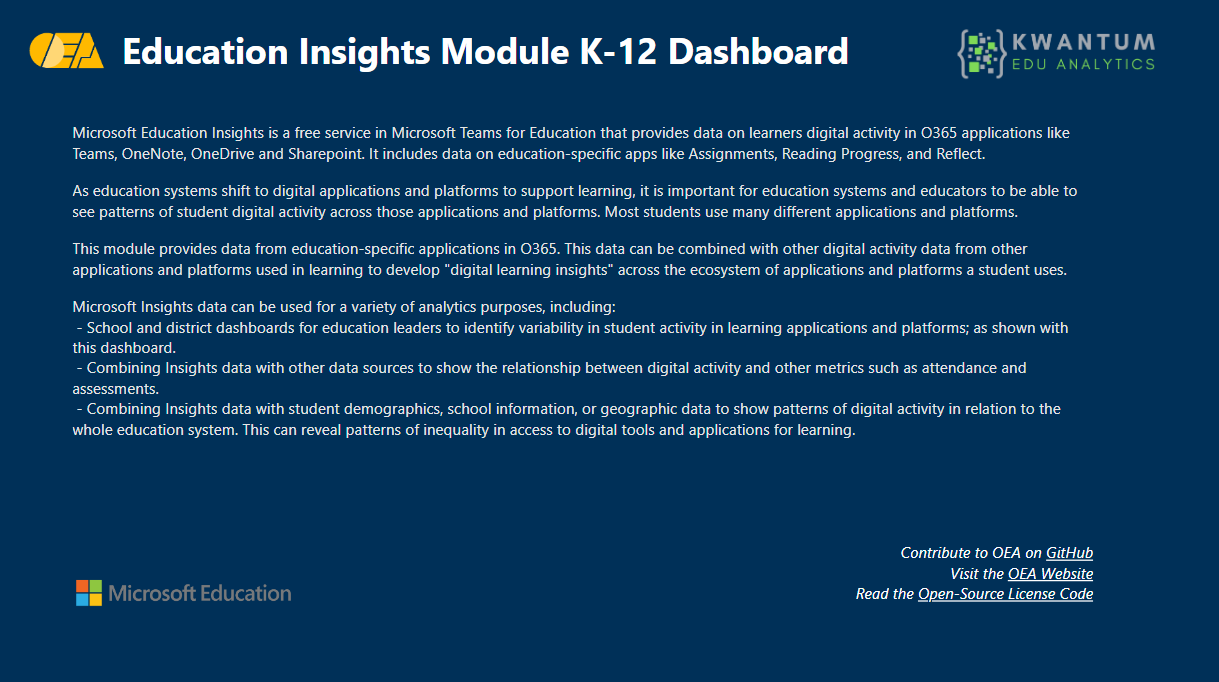 OEA Education Insights Module K-12 Dashboard
KWANTUM
EDU ANALYTICS
Microsoft Education Insights is a free service in Microsoft Teams for Education that provides data on learners digital activity in O365 applications like
Teams, OneNote, OneDrive and Sharepoint. It includes data on education-specific apps like Assignments, Reading Progress, and Reflect.
As education systems shift to digital applications and platforms to support learning, it is important for education systems and educators to be able to
see patterns of student digital activity across those applications and platforms. Most students use many different applications and platforms.
This module provides data from education-specific applications in O365. This data can be combined with other digital activity data from other
applications and platforms used in learning to develop "digital learning insights" across the ecosystem of applications and platforms a student uses.
Microsoft Insights data can be used for a variety of analytics purposes, including:
- School and district dashboards for education leaders to identify variability in student activity in learning applications and platforms; as shown with
this dashboard.
- Combining Insights data with other data sources to show the relationship between digital activity and other metrics such as attendance and
assessments.
- Combining Insights data with student demographics, school information, or geographic data to show patterns of digital activity in relation to the
whole education system. This can reveal patterns of inequality in access to digital tools and applications for learning.
Contribute to OEA on GitHub
Visit the OEA Website
Read the Open-Source License Code
Microsoft Education